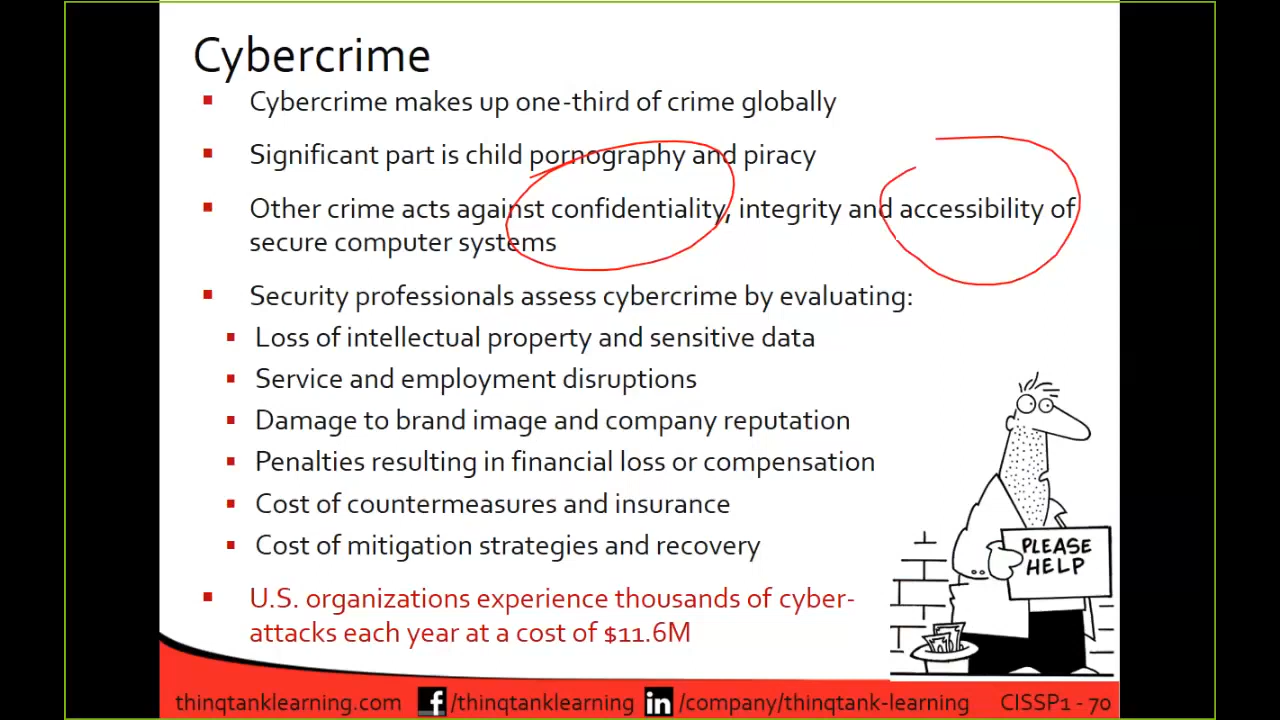 Cybercrime
Cybercrime makes up one-third of crime globally
Significant part is child pornography and piracy
Other crime acts against confidentiality, integrity and accessibility of
secure computer systems
Security professionals assess cybercrime by evaluating:
Loss of intellectual property and sensitive data
Service and employment disruptions
Damage to brand image and company reputation
Penalties resulting in financial loss or compensation
Cost of countermeasures and insurance
Cost of mitigation strategies and recovery
U.S. organizations experience thousands of cyber-
attacks each year at a cost of $11.6M
PLEASE
HELP
thinqtanklearning.com f /thinqtanklearning in /company/thinqtank-learning CISSP1 - 70